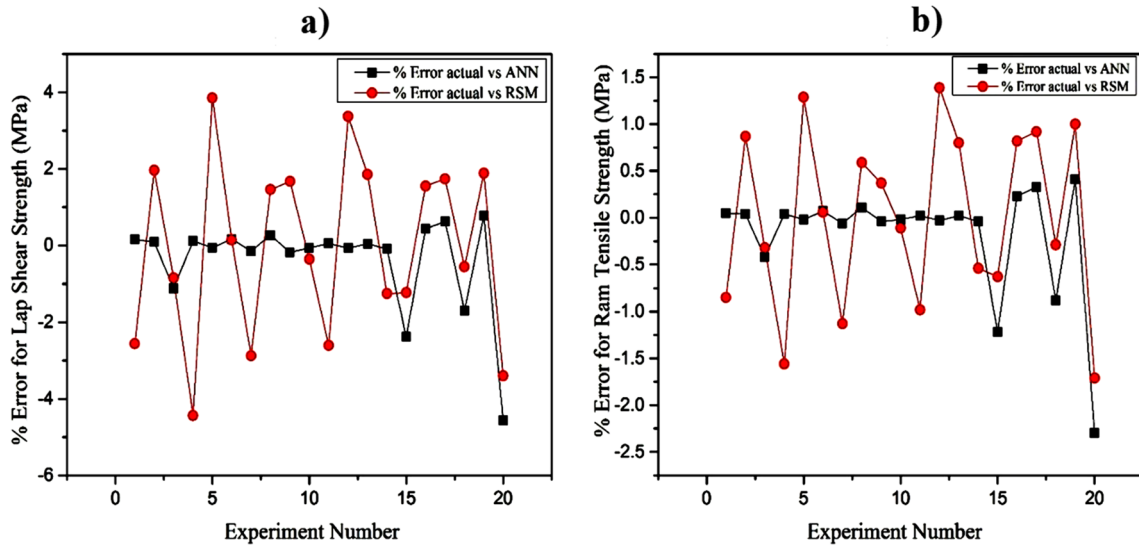 a)
% Error for Lap Shear Strength (MPa)
4
2
0
-2
-4
-6
% Error actual vs ANN
% Error actual vs RSM
0 5 10 15 20
Experiment Number
b)
% Error for Ram Tensile Strength (MPa)
1.5
1.0
0.5
0.0
-0.5
-1.0
-1.5
-2.0
-2.5
% Error actual vs ANN
% Error actual vs RSM
0 5 10 15 20
Experiment Number